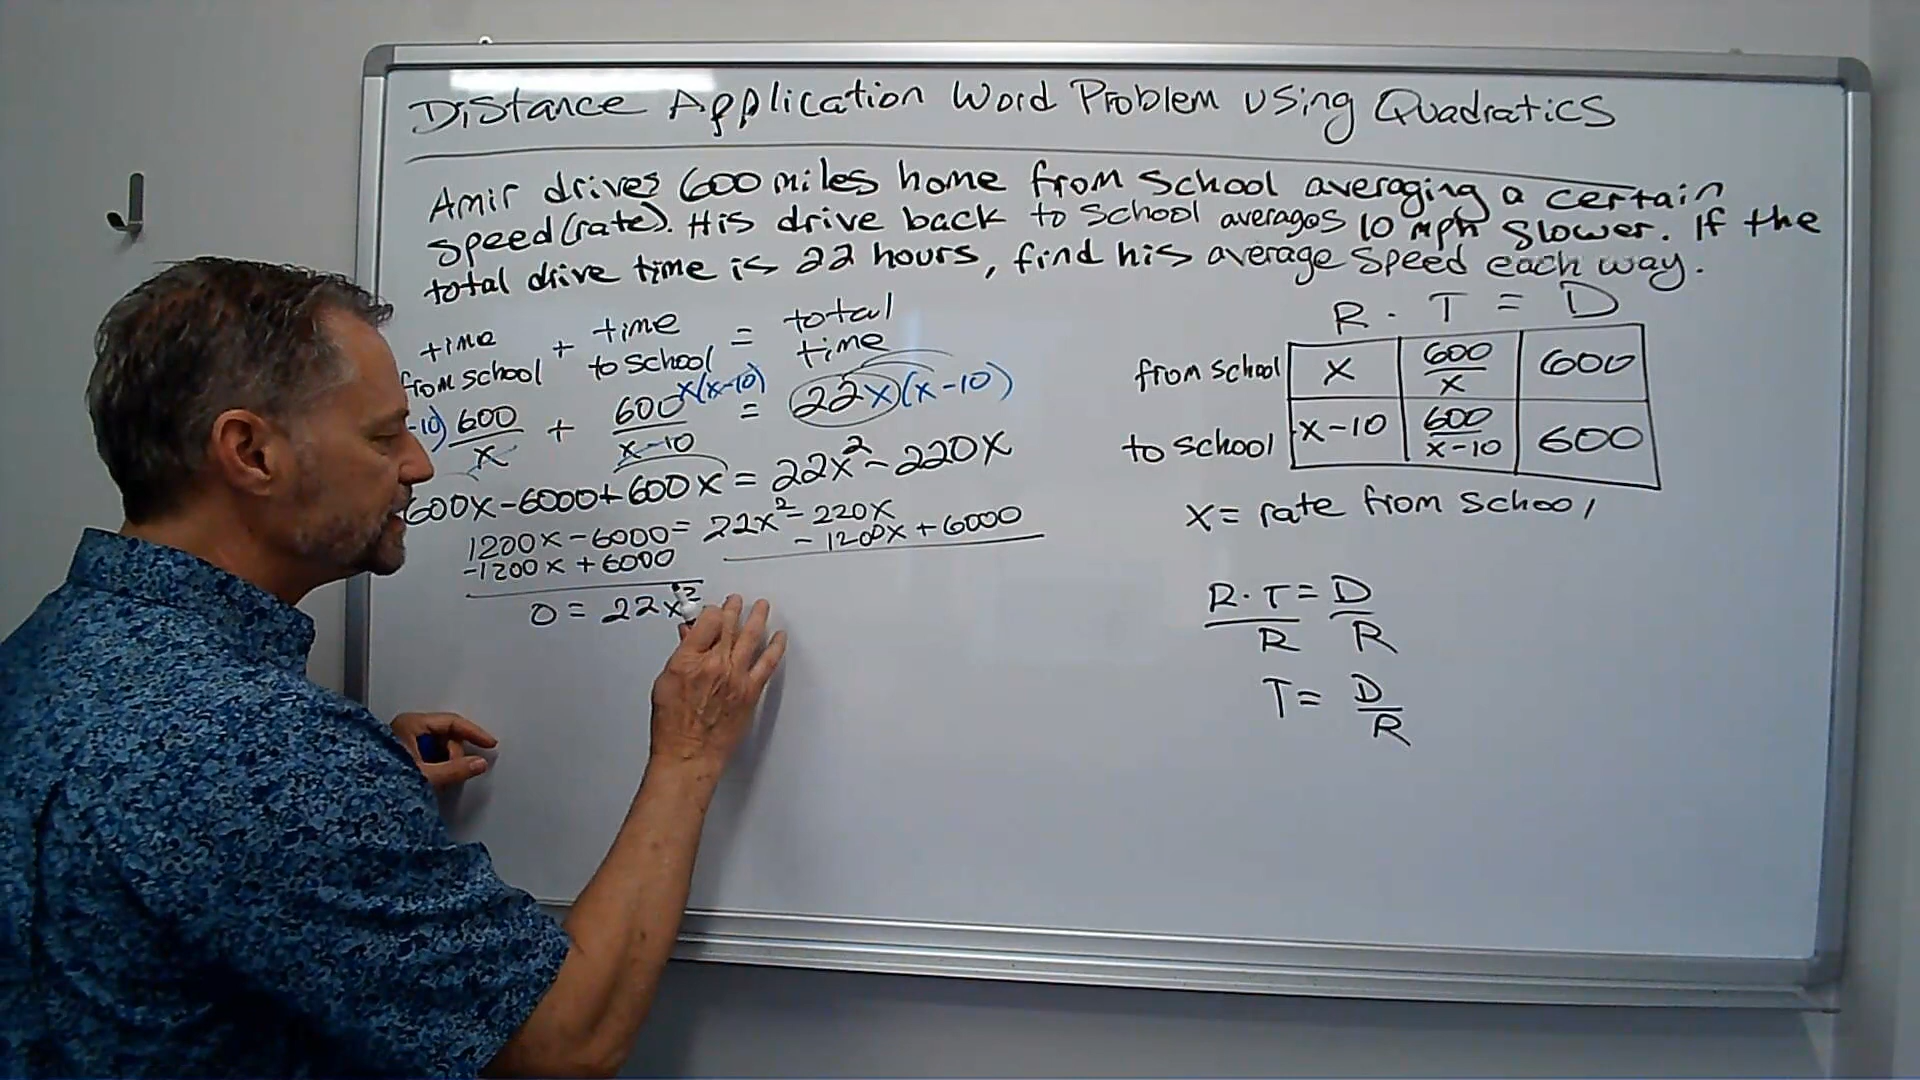 Distance Application Word Problem using Quadratics
Amir drives 600 miles home from school averaging a certain
speed (rate). His drive back to school averages 10 mph slower. If the
total drive time is 22 hours, find his average speed each way.
time from school + time to school = total time
-10) 600/x + 600/x-10 x(x-10) = 22x(x-10)
600x-6000+600x = 22x²-220x
1200x-6000 = 22x²-220x
-1200x+6000 -1200x+6000
0 = 22x²
R · T = D
from school x 600/x 600
to school x-10 600/x-10 600
x = rate from school
R·T/R = D/R
T = D/R